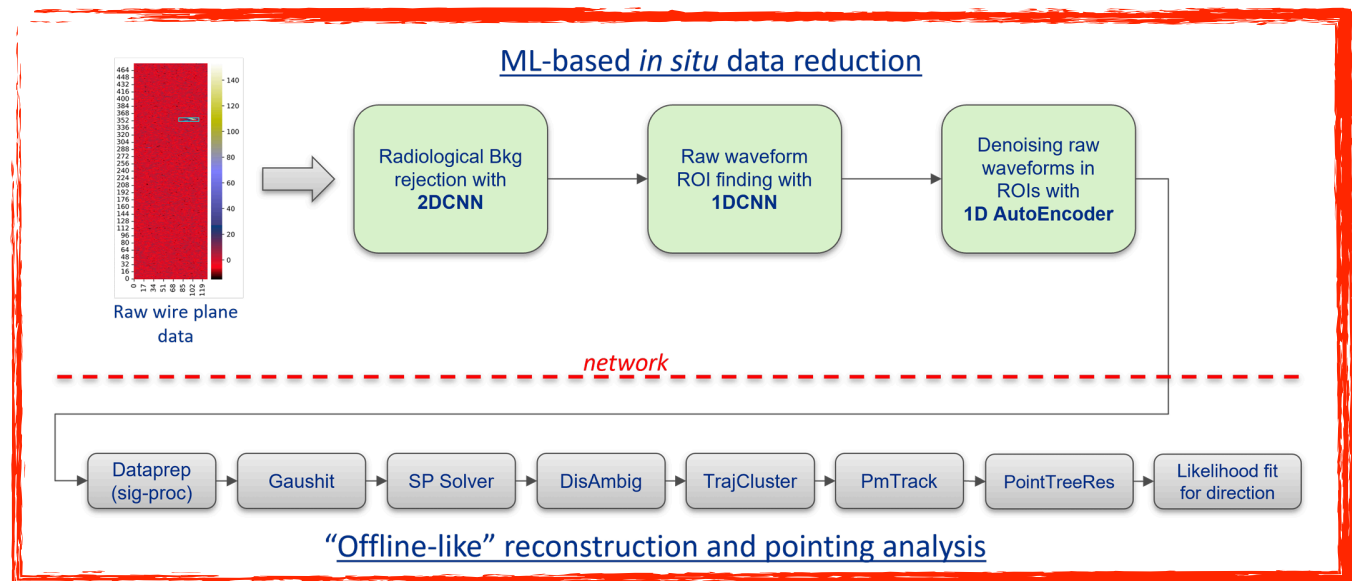 ML-based in situ data reduction
464
448
432
416
400
384
368
352
336
320
304
288
272
256
240
224
208
192
176
160
144
128
112
96
80
64
48
32
16
0
0
17
34
51
68
85
102
119
140
120
100
80
60
40
20
0
Raw wire plane
data
Radiological Bkg
rejection with
2DCNN
Raw waveform
ROI finding with
1DCNN
Denoising raw
waveforms in
ROIs with
1D AutoEncoder
network
Dataprep
(sig-proc)
Gaushit
SP Solver
DisAmbig
TrajCluster
PmTrack
PointTreeRes
Likelihood fit
for direction
“Offline-like” reconstruction and pointing analysis